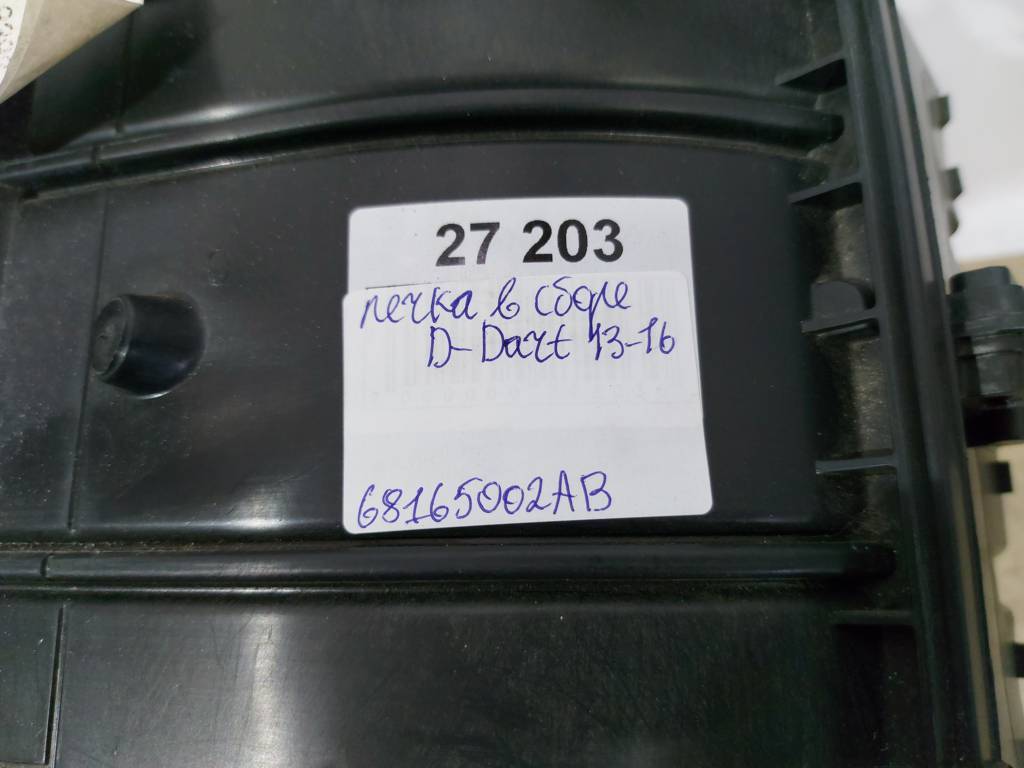 27 203
печка в сборе
D-Dart 13-16
68165002AB